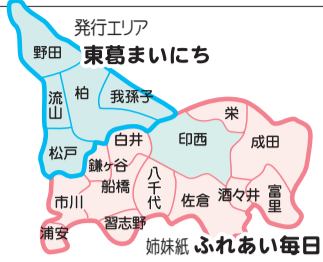 発行エリア
東葛まいにち
野田
流山
柏
我孫子
松戸
白井
印西
栄
成田
鎌ヶ谷
船橋
八千代
佐倉
酒々井
富里
市川
習志野
浦安
姉妹紙 ふれあい毎日